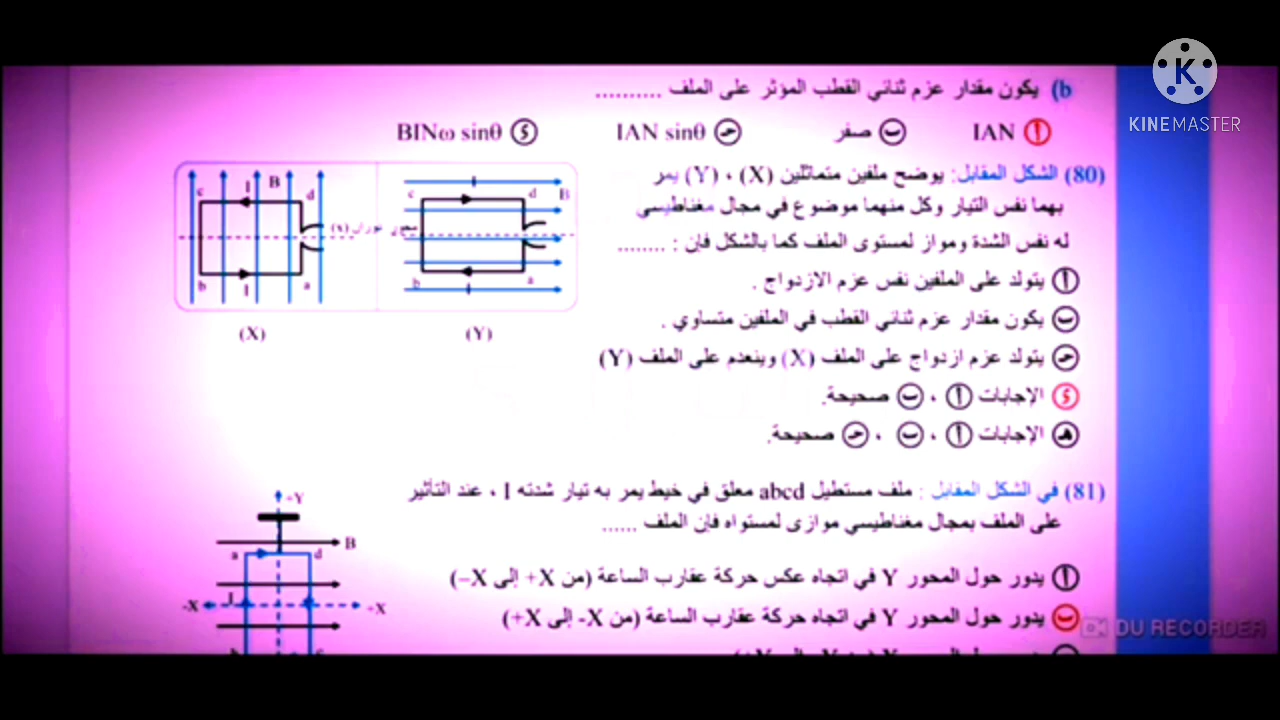 b) يكون مقدار عزم ثنائي القطب المؤثر على الملف ..........
أ IAN ب صفر حـ IAN sinθ د BINω sinθ
(80) الشكل المقابل: يوضح ملفين متماثلين (X) ، (Y) يمر
بهما نفس التيار وكل منهما موضوع في مجال مغناطيسي
له نفس الشدة ومواز لمستوى الملف كما بالشكل فإن : ........
أ يتولد على الملفين نفس عزم الازدواج .
ب يكون مقدار عزم ثنائي القطب في الملفين متساوي .
حـ يتولد عزم ازدواج على الملف (X) وينعدم على الملف (Y)
د الإجابات أ ، ب صحيحة.
هـ الإجابات أ ، ب ، حـ صحيحة.
c I B d
b I a
(X)
c d B
b a
(Y)
(81) في الشكل المقابل : ملف مستطيل abcd معلق في خيط يمر به تيار شدته I ، عند التأثير
على الملف بمجال مغناطيسي موازى لمستواه فإن الملف ......
أ يدور حول المحور Y في اتجاه عكس حركة عقارب الساعة (من X+ إلى X–)
ب يدور حول المحور Y في اتجاه حركة عقارب الساعة (من X- إلى X+)
+Y
B
a d
-X I -X
KINEMASTER
DU RECORDER